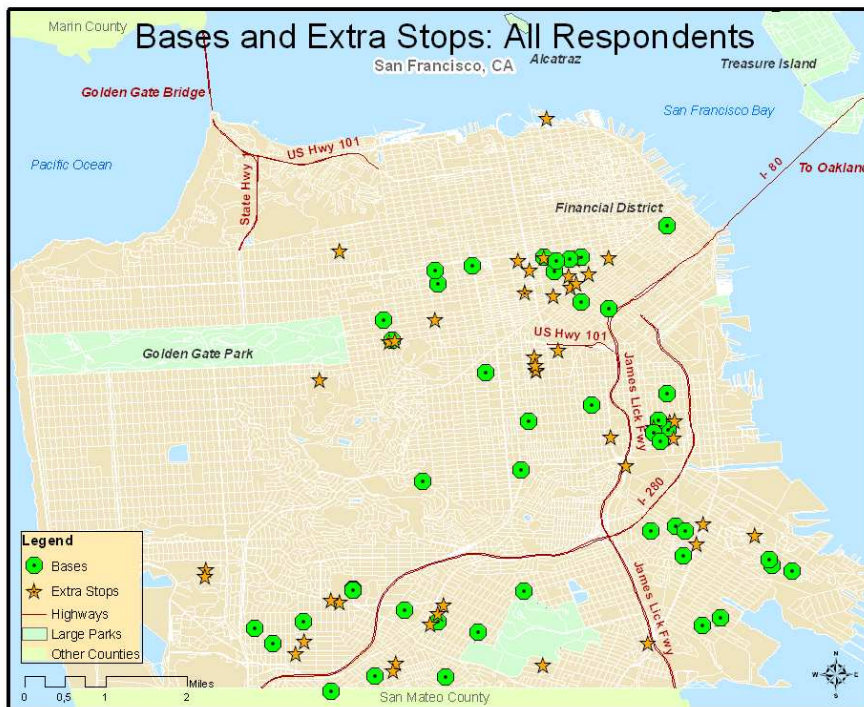 Marin County
Bases and Extra Stops: All Respondents
San Francisco, CA
Alcatraz
Treasure Island
Golden Gate Bridge
San Francisco Bay
US Hwy 101
I- 80
Pacific Ocean
To Oakland
State Hwy 1
Financial District
US Hwy 101
Golden Gate Park
James Lick Fwy
I- 280
Legend
Bases
Extra Stops
Highways
Large Parks
Other Counties
James Lick Fwy
Miles
0 0,5 1 2
San Mateo County
N
W E
S